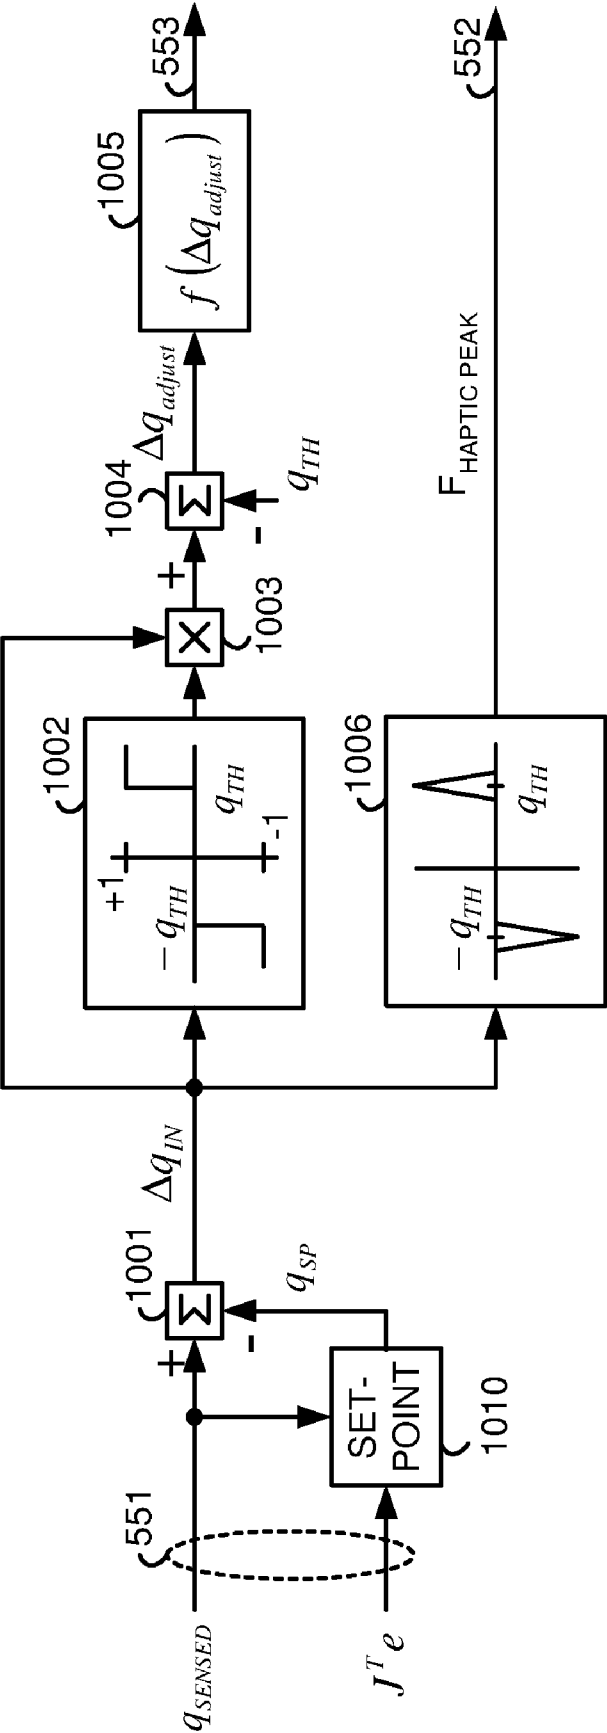 551
q_SENSED
J^T e
SET-
POINT
1010
+
-
Σ
1001
q_SP
Δq_IN
1002
+1
-1
−q_TH
q_TH
×
1003
+
-
Σ
1004
q_TH
Δq_adjust
1005
f (Δq_adjust)
553
1006
−q_TH
q_TH
F_HAPTIC PEAK
552